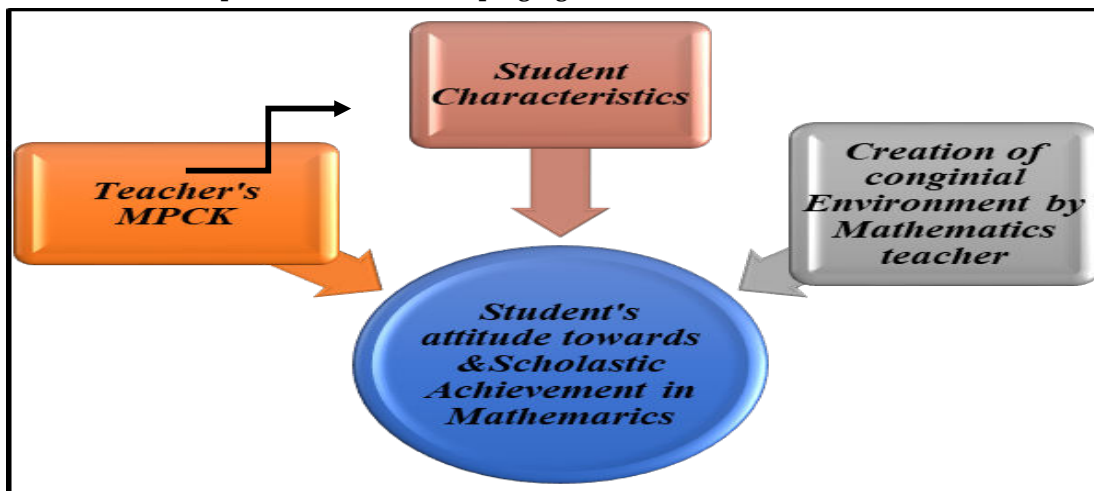 Student
Characteristics
Teacher's
MPCK
Creation of
conginial
Environment by
Mathematics
teacher
Student's
attitude towards
&Scholastic
Achievement in
Mathemarics